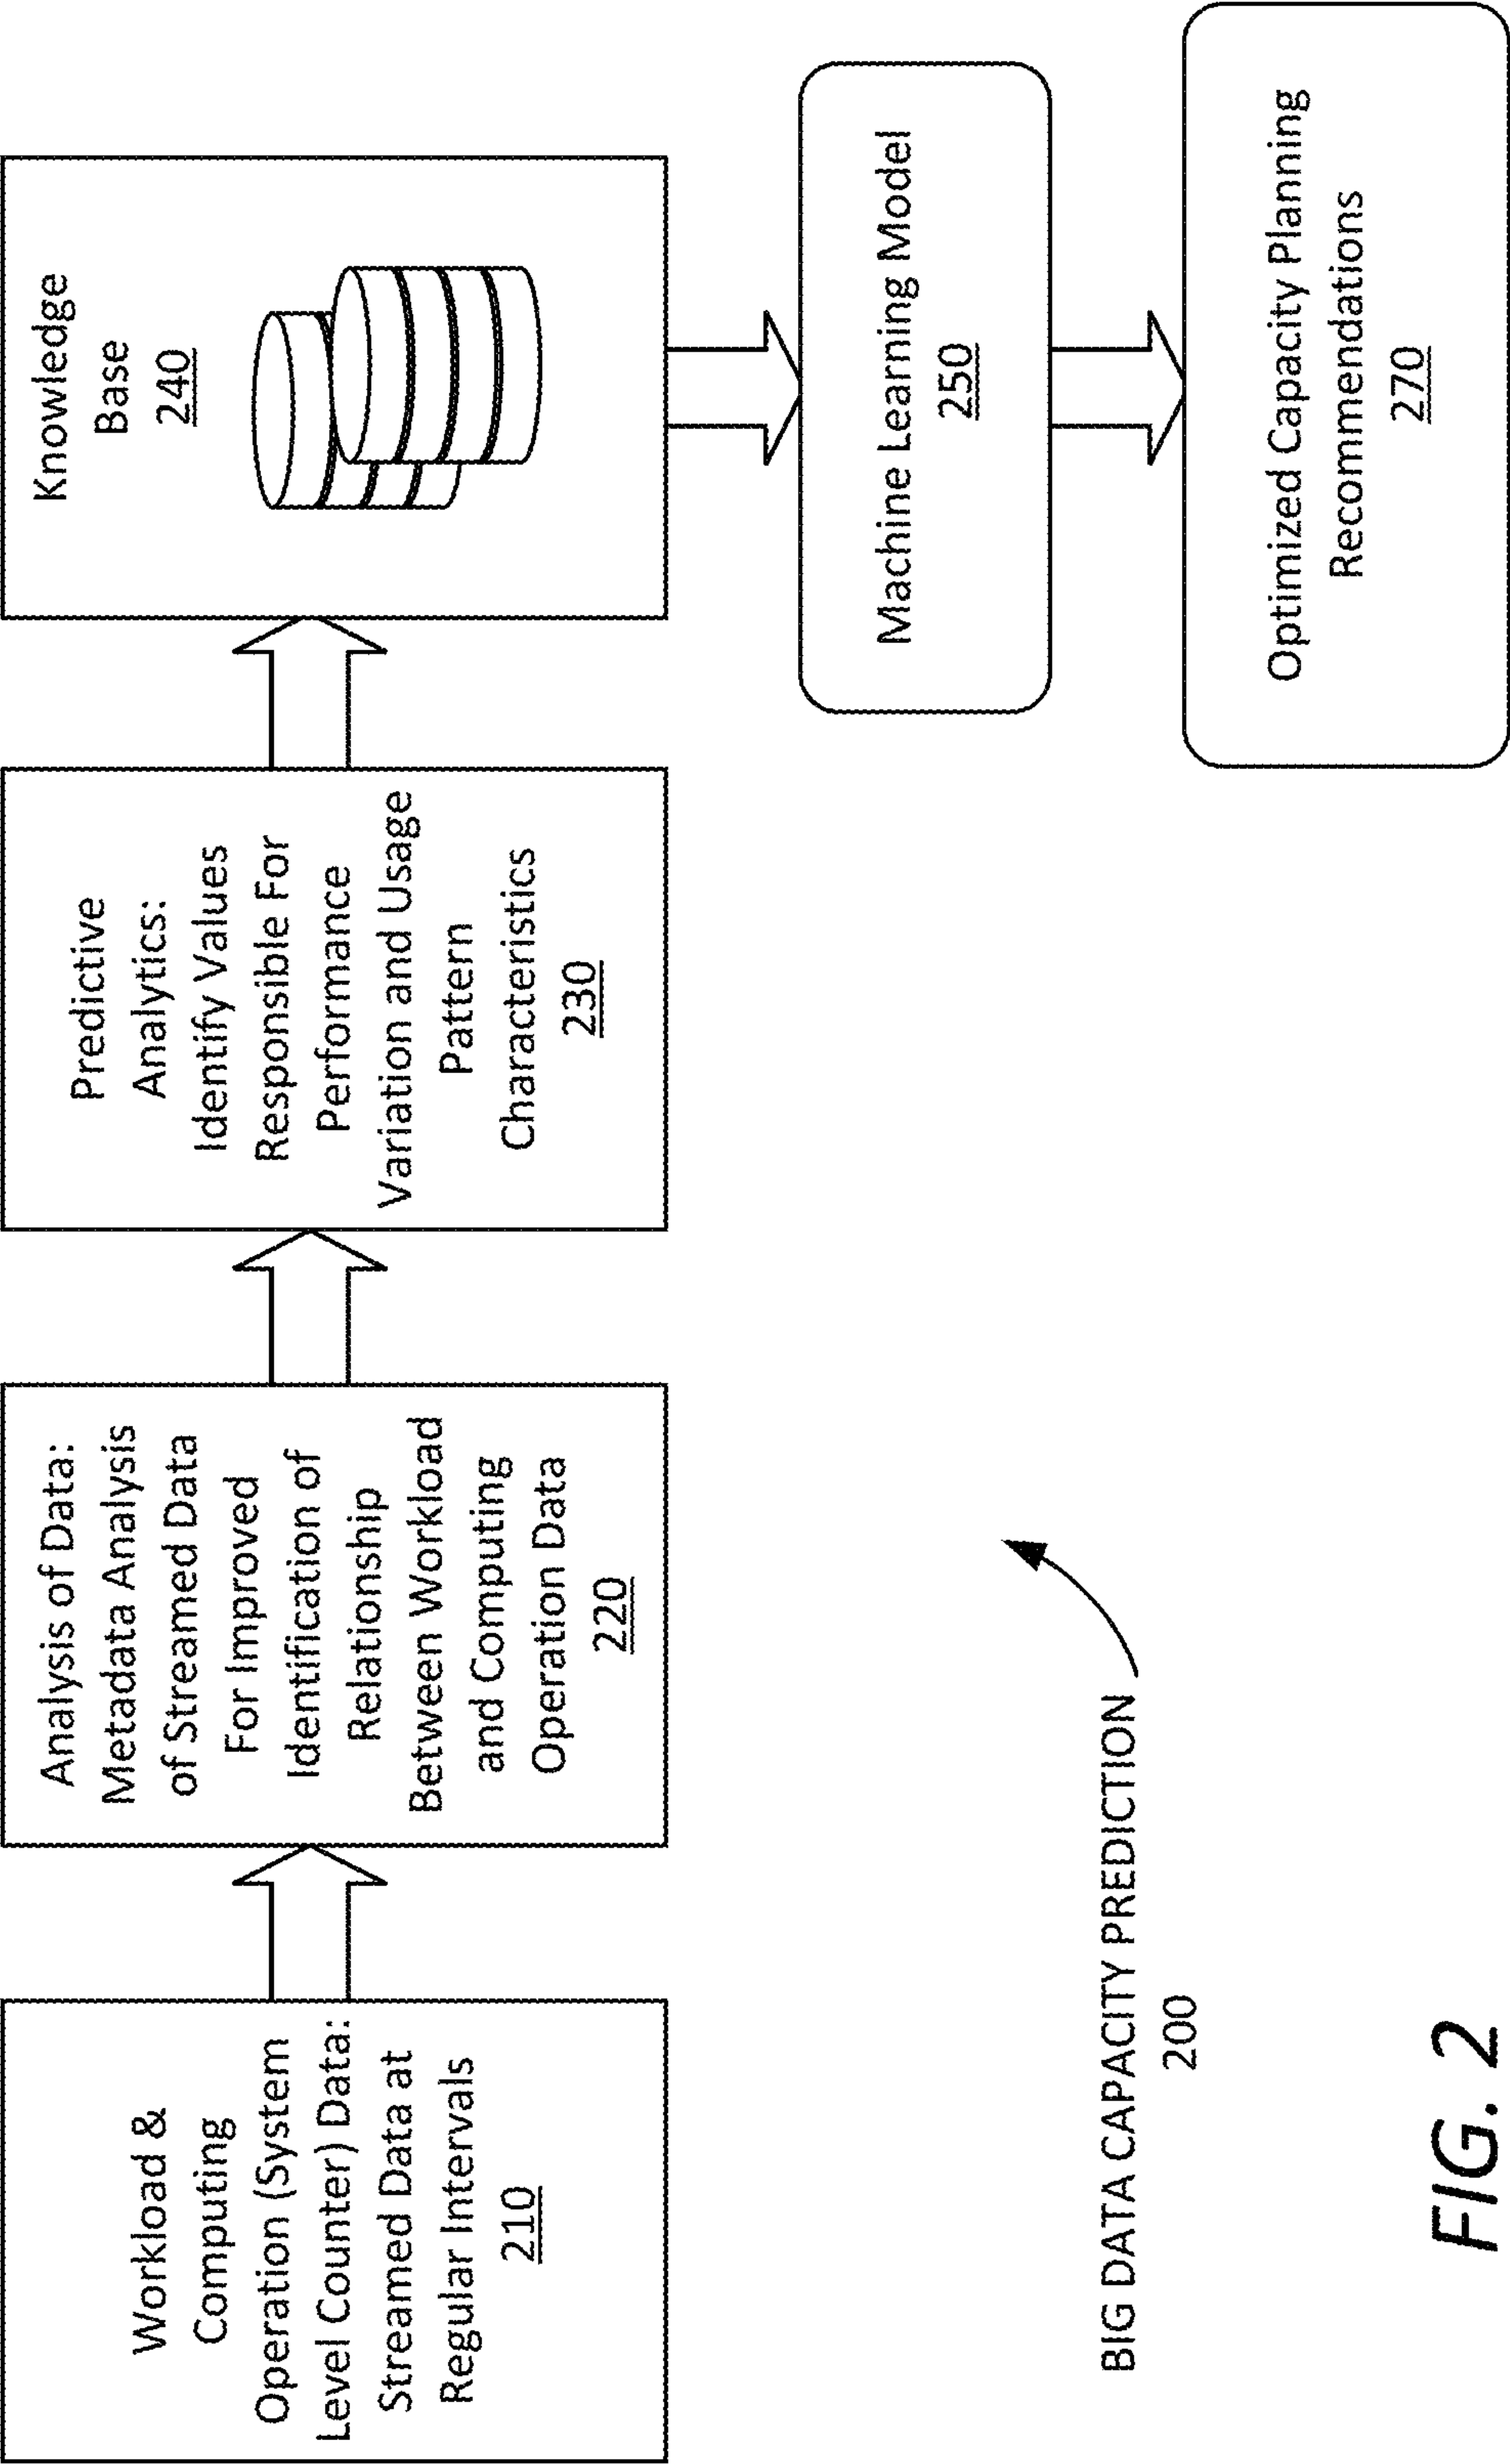 Workload &
Computing
Operation (System
Level Counter) Data:
Streamed Data at
Regular Intervals
210
Analysis of Data:
Metadata Analysis
of Streamed Data
For Improved
Identification of
Relationship
Between Workload
and Computing
Operation Data
220
Predictive
Analytics:
Identify Values
Responsible For
Performance
Variation and Usage
Pattern
Characteristics
230
Knowledge
Base
240
Machine Learning Model
250
Optimized Capacity Planning
Recommendations
270
BIG DATA CAPACITY PREDICTION
200
FIG. 2